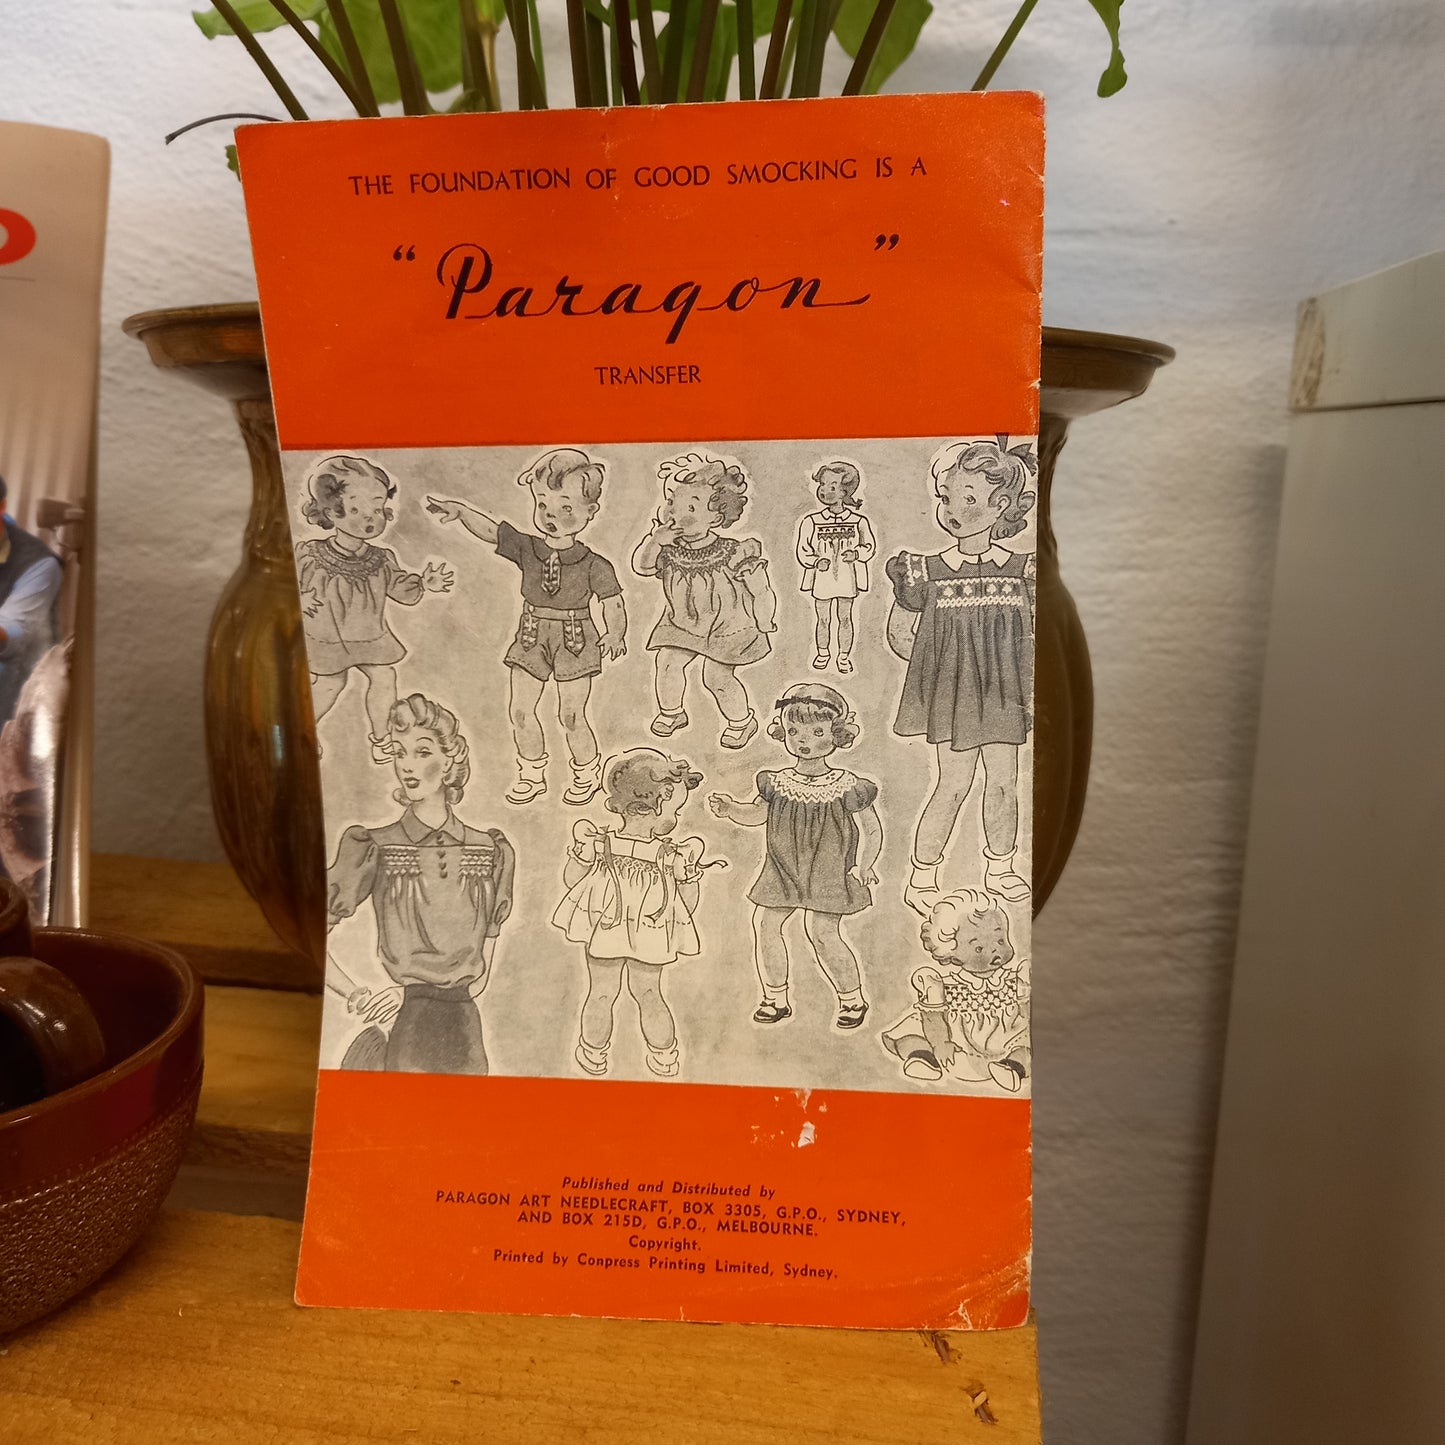 THE FOUNDATION OF GOOD SMOCKING IS A
"Paragon"
TRANSFER
Published and Distributed by
PARAGON ART NEEDLECRAFT, BOX 3305, G.P.O., SYDNEY,
AND BOX 215D, G.P.O., MELBOURNE.
Copyright.
Printed by Conpress Printing Limited, Sydney.